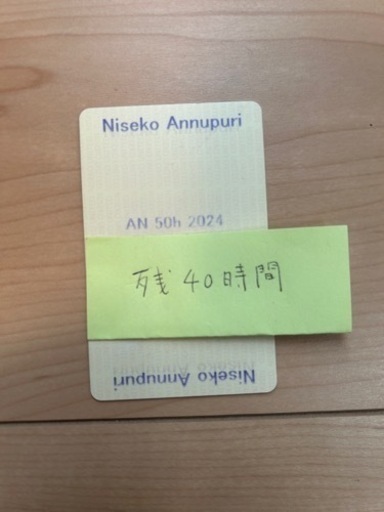 Niseko Annupuri
AN 50h 2024
残40時間
Niseko Annupuri